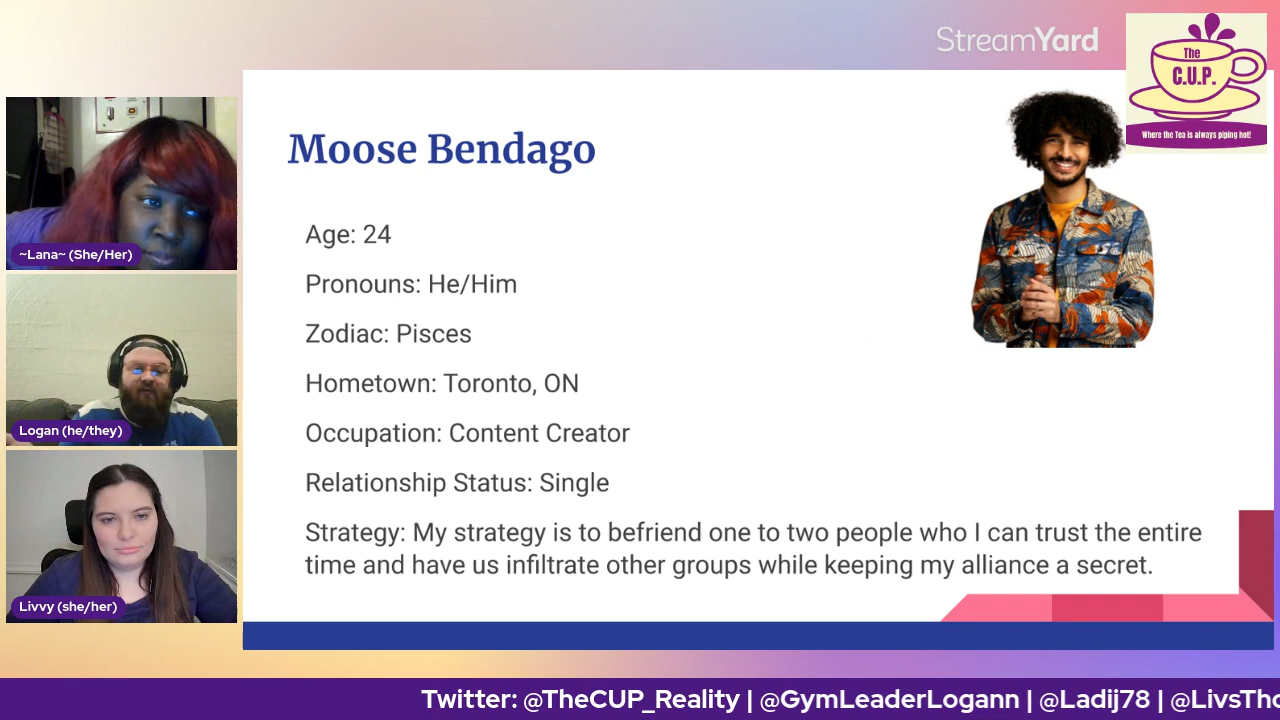 StreamYard
The
C.U.P.
Where the Tea is always piping hot!
Moose Bendago
Age: 24
Pronouns: He/Him
Zodiac: Pisces
Hometown: Toronto, ON
Occupation: Content Creator
Relationship Status: Single
Strategy: My strategy is to befriend one to two people who I can trust the entire
time and have us infiltrate other groups while keeping my alliance a secret.
~Lana~ (She/Her)
Logan (he/they)
Livvy (she/her)
Twitter: @TheCUP_Reality | @GymLeaderLogann | @Ladij78 |